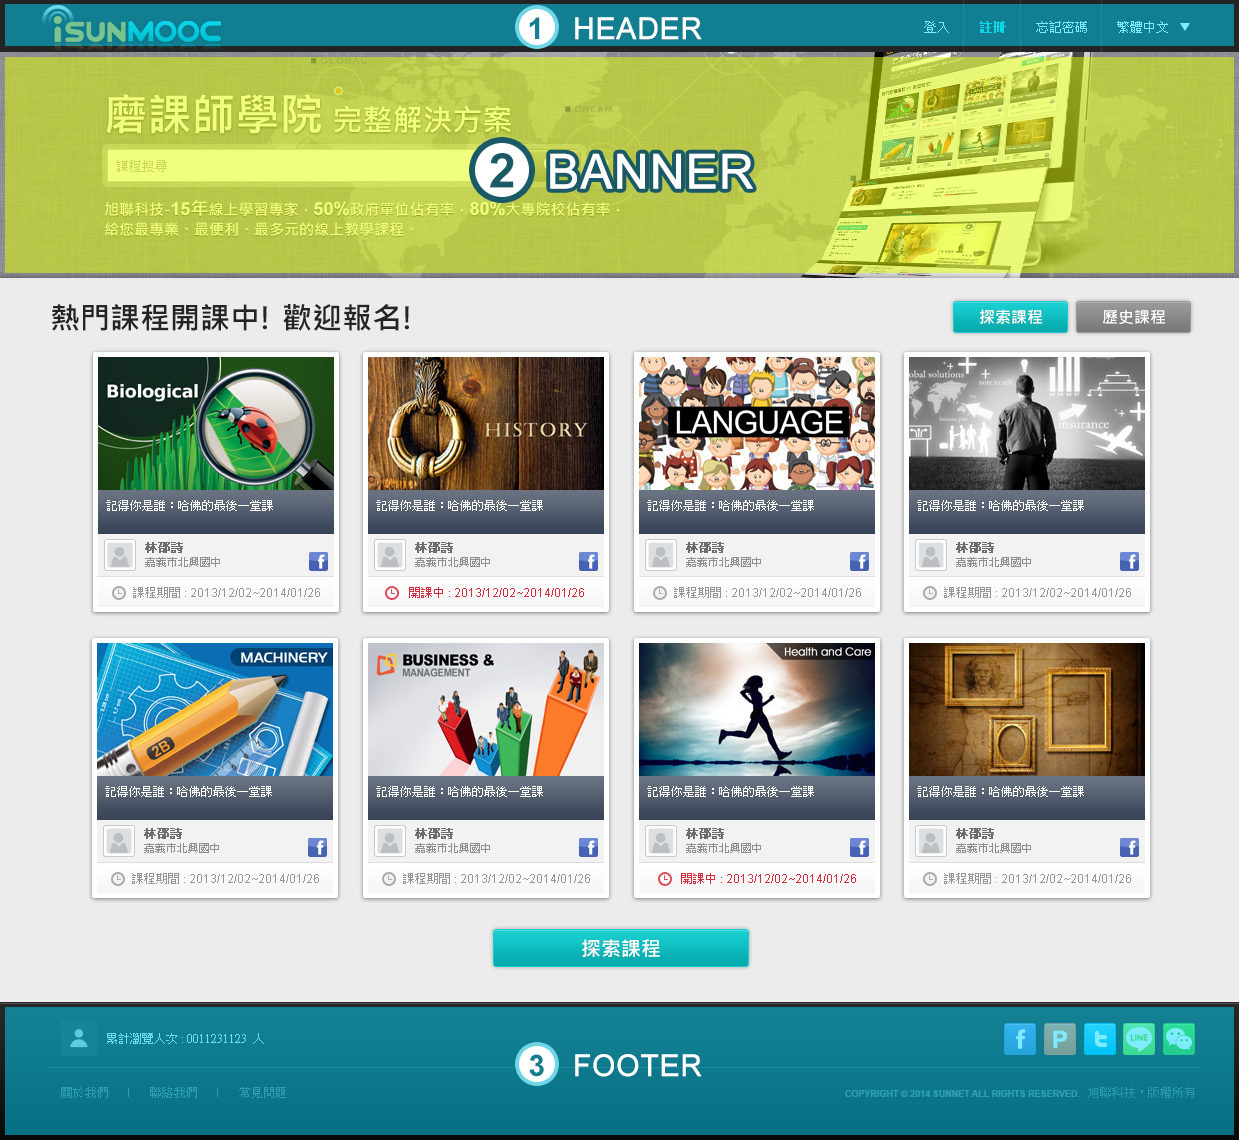 iSUNMOOC
1 HEADER
登入 註冊 忘記密碼 繁體中文
GLOBAL
DREAM
磨課師學院 完整解決方案
課程搜尋
2 BANNER
旭聯科技-15年線上學習專家，50%政府單位佔有率，80%大專院校佔有率，
給您最專業、最便利、最多元的線上教學課程。
熱門課程開課中! 歡迎報名!
探索課程 歷史課程
Biological
記得你是誰：哈佛的最後一堂課
林邵詩
嘉義市北興國中
課程期間 : 2013/12/02~2014/01/26
HISTORY
記得你是誰：哈佛的最後一堂課
林邵詩
嘉義市北興國中
開課中 : 2013/12/02~2014/01/26
LANGUAGE
記得你是誰：哈佛的最後一堂課
林邵詩
嘉義市北興國中
課程期間 : 2013/12/02~2014/01/26
obal solutions
note to sell
insurance
記得你是誰：哈佛的最後一堂課
林邵詩
嘉義市北興國中
課程期間 : 2013/12/02~2014/01/26
MACHINERY
2B
記得你是誰：哈佛的最後一堂課
林邵詩
嘉義市北興國中
課程期間 : 2013/12/02~2014/01/26
BUSINESS &
MANAGEMENT
記得你是誰：哈佛的最後一堂課
林邵詩
嘉義市北興國中
課程期間 : 2013/12/02~2014/01/26
Health and Care
記得你是誰：哈佛的最後一堂課
林邵詩
嘉義市北興國中
開課中 : 2013/12/02~2014/01/26
記得你是誰：哈佛的最後一堂課
林邵詩
嘉義市北興國中
課程期間 : 2013/12/02~2014/01/26
探索課程
累計瀏覽人次 : 0011231123 人
3 FOOTER
LINE
關於我們 | 聯絡我們 | 常見問題
COPYRIGHT © 2014 SUNNET ALL RIGHTS RESERVED. 旭聯科技，版權所有